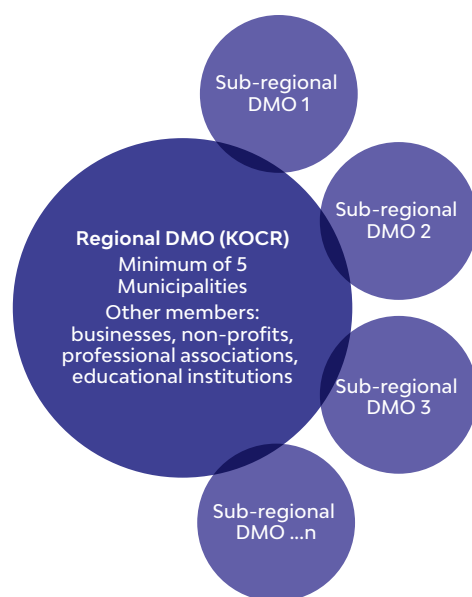 Sub-regional
DMO 1
Sub-regional
DMO 2
Regional DMO (KOCR)
Minimum of 5
Municipalities
Other members:
businesses, non-profits,
professional associations,
educational institutions
Sub-regional
DMO 3
Sub-regional
DMO ...n